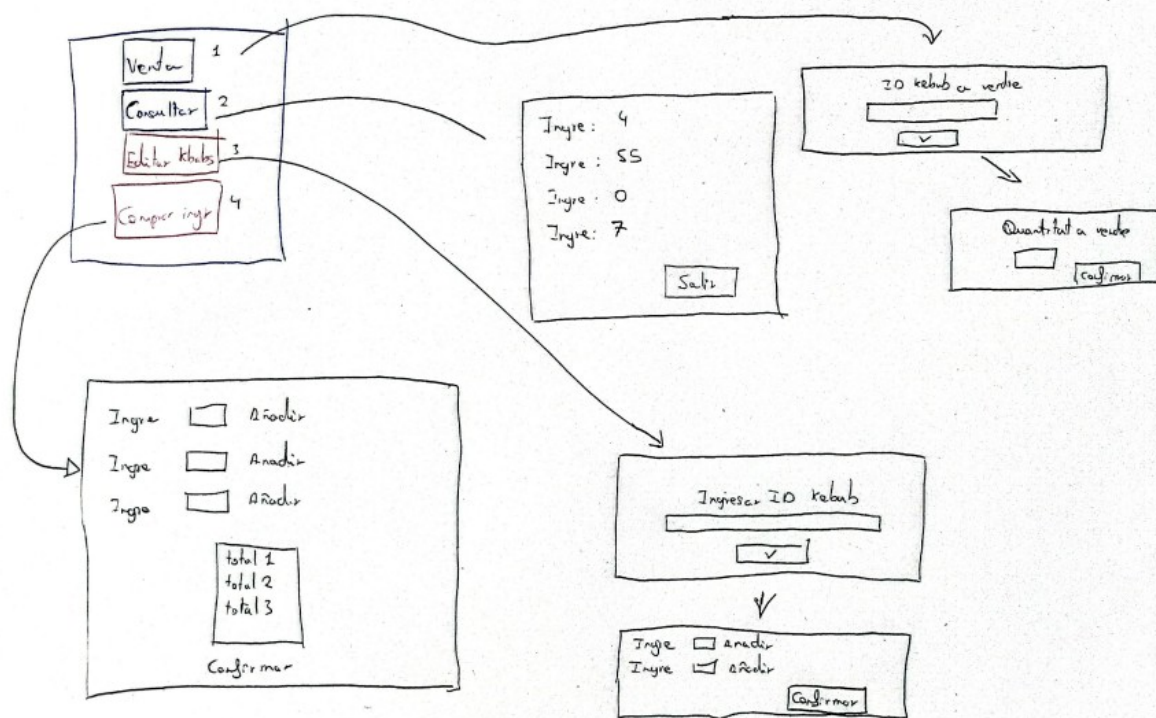 Venta 1
Consultar 2
Editar Kbabs 3
Comprar ingr 4
ID Kebab a vendre
✓
Quantitat a vendre
Confirmar
Ingre: 4
Ingre: 55
Ingre: 0
Ingre: 7
Salir
Ingre Añadir
Ingre Anadir
Ingre Añadir
total 1
total 2
total 3
Confirmar
Ingresar ID Kebab
✓
Ingre Anadir
Ingre Añadir
Confirmar